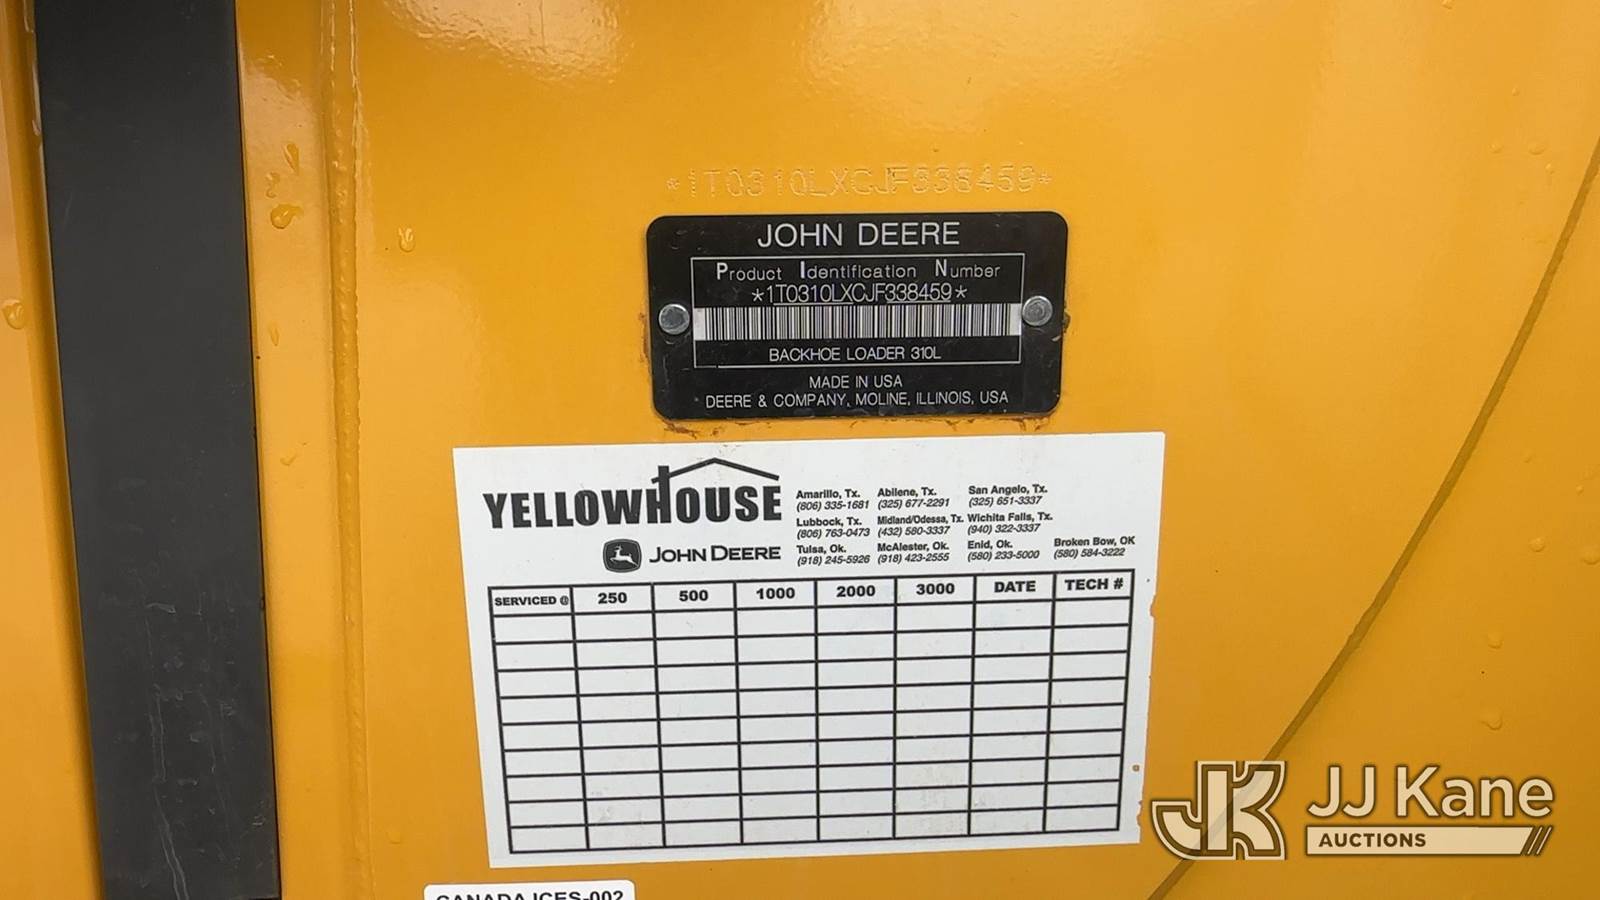 *1T0310LXCJF338459*
JOHN DEERE
Product Identification Number
*1T0310LXCJF338459*
BACKHOE LOADER 310L
MADE IN USA
DEERE & COMPANY, MOLINE, ILLINOIS, USA
YELLOWHOUSE
JOHN DEERE
Amarillo, Tx. Abilene, Tx. San Angelo, Tx.
(806) 335-1681 (325) 677-2291 (325) 651-3337
Lubbock, Tx. Midland/Odessa, Tx. Wichita Falls, Tx.
(806) 763-0473 (432) 580-3337 (940) 322-3337
Tulsa, Ok. McAlester, Ok. Enid, Ok. Broken Bow, OK
(918) 245-5926 (918) 423-2555 (580) 233-5000 (580) 584-3222
SERVICED @ 250 500 1000 2000 3000 DATE TECH #
CANADA ICES-002
JK JJ Kane
AUCTIONS